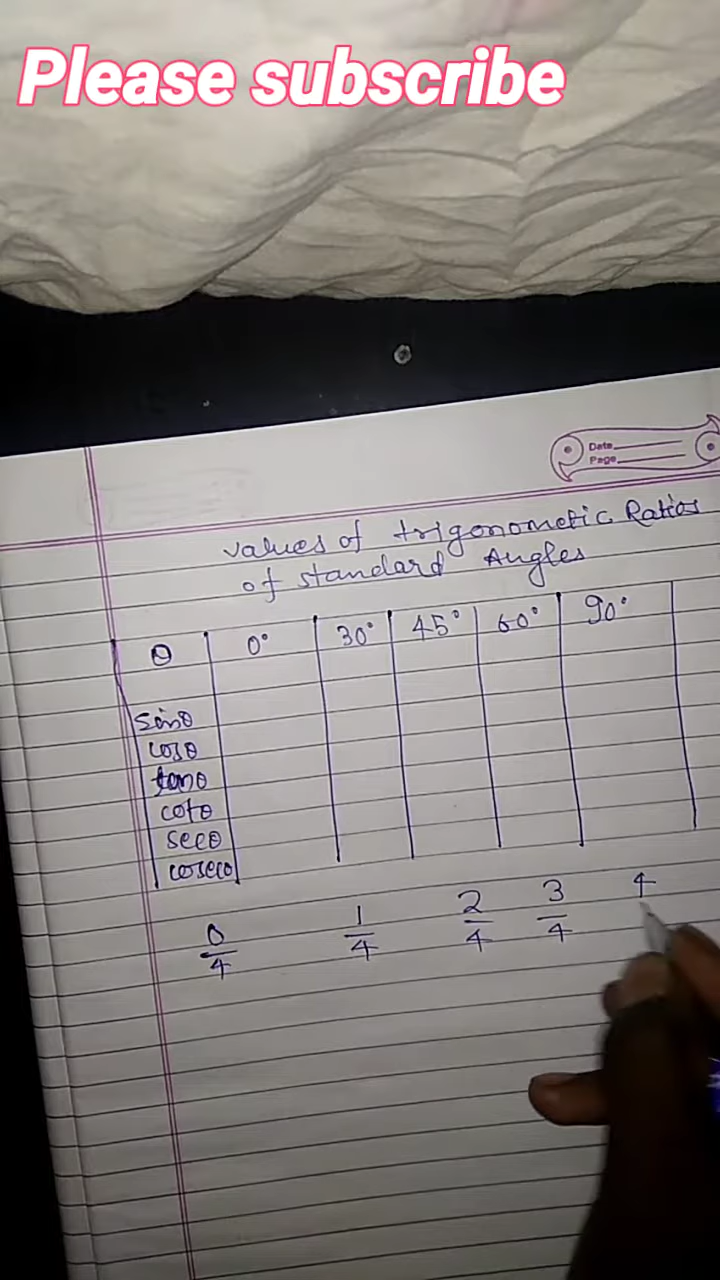 Please subscribe
Date
Page
values of trigonometic Ratios
of standard Angles
θ 0° 30° 45° 60° 90°
sinθ
cosθ
tanθ
cotθ
secθ
cosecθ
0/4 1/4 2/4 3/4 4